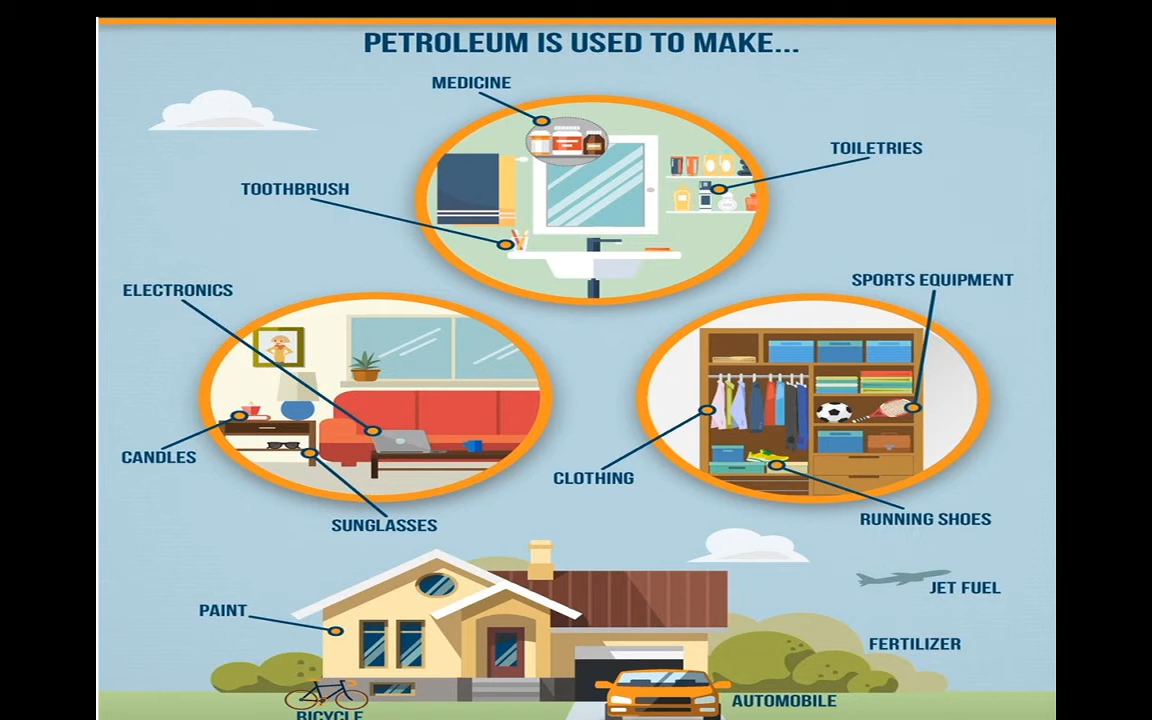 PETROLEUM IS USED TO MAKE...
MEDICINE
TOILETRIES
TOOTHBRUSH
ELECTRONICS
SPORTS EQUIPMENT
CANDLES
CLOTHING
SUNGLASSES
RUNNING SHOES
JET FUEL
PAINT
FERTILIZER
AUTOMOBILE
BICYCLE